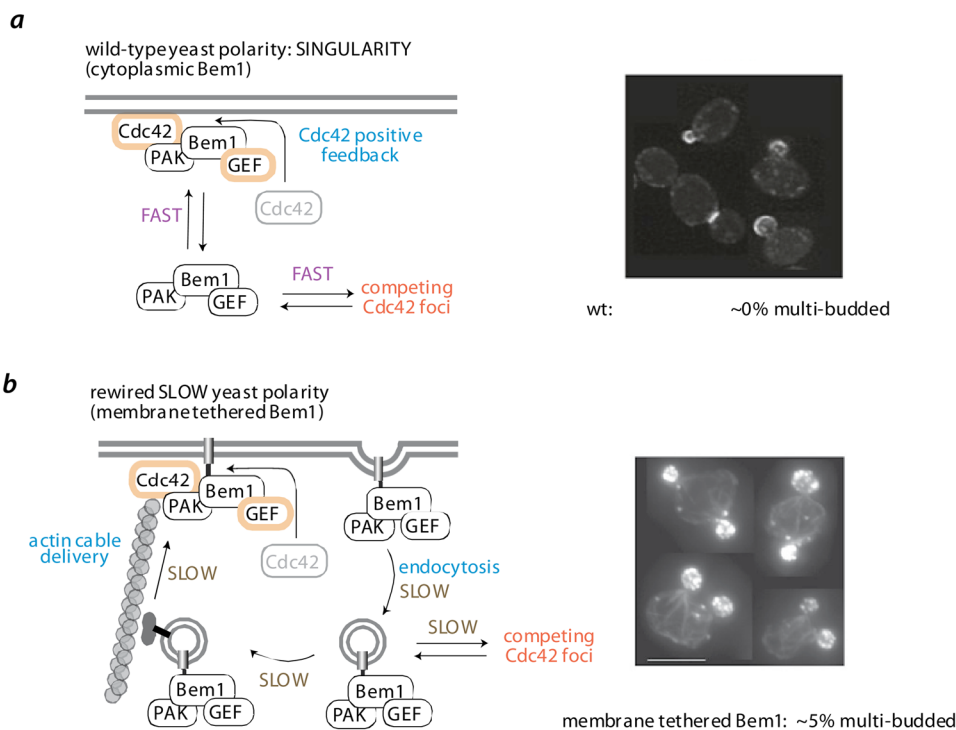 a
wild-type yeast polarity: SINGULARITY
(cytoplasmic Bem1)
Cdc42
Bem1
PAK
GEF
Cdc42 positive
feedback
Cdc42
FAST
Bem1
PAK
GEF
FAST
competing
Cdc42 foci
wt:
~0% multi-budded
b
rewired SLOW yeast polarity
(membrane tethered Bem1)
Cdc42
Bem1
PAK
GEF
Cdc42
Bem1
PAK
GEF
actin cable
delivery
SLOW
endocytosis
SLOW
SLOW
competing
Cdc42 foci
SLOW
Bem1
PAK
GEF
Bem1
PAK
GEF
membrane tethered Bem1: ~5% multi-budded